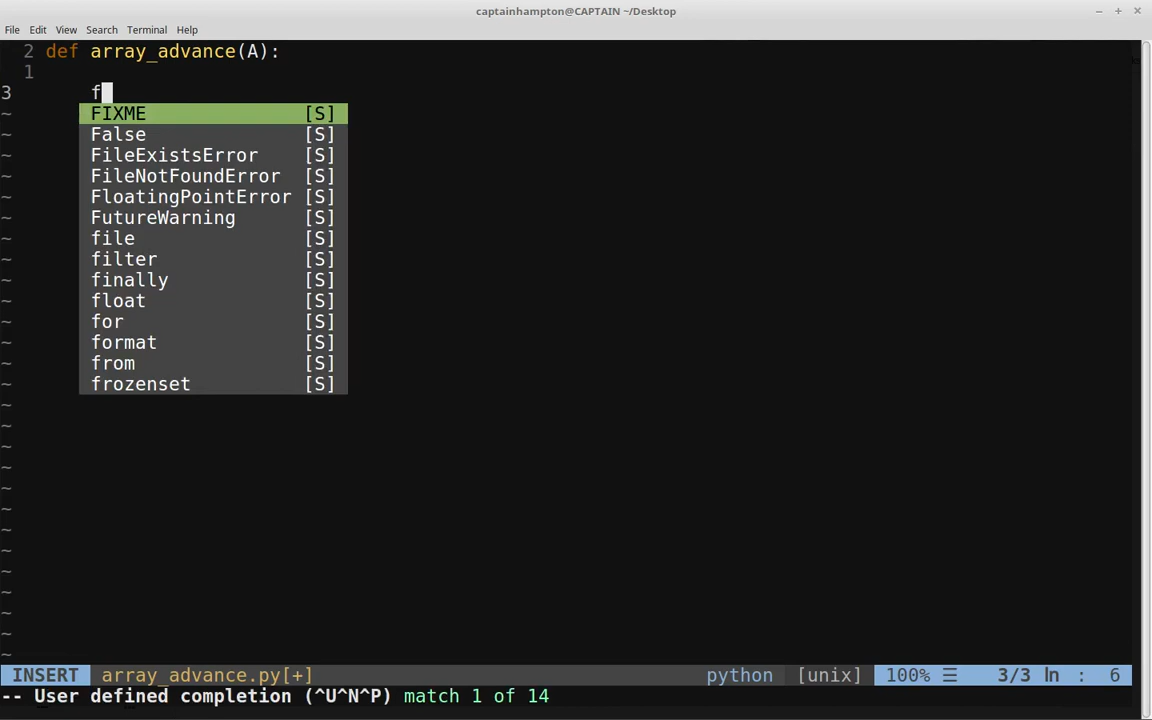 captainhampton@CAPTAIN ~/Desktop
File Edit View Search Terminal Help
2 def array_advance(A):
1
3 f
~ FIXME [S]
~ False [S]
~ FileExistsError [S]
~ FileNotFoundError [S]
~ FloatingPointError [S]
~ FutureWarning [S]
~ file [S]
~ filter [S]
~ finally [S]
~ float [S]
~ for [S]
~ format [S]
~ from [S]
~ frozenset [S]
~
~
~
~
~
~
~
~
~
~
~
~
~
INSERT array_advance.py[+] python [unix] 100% ☰ 3/3 ln : 6
-- User defined completion (^U^N^P) match 1 of 14